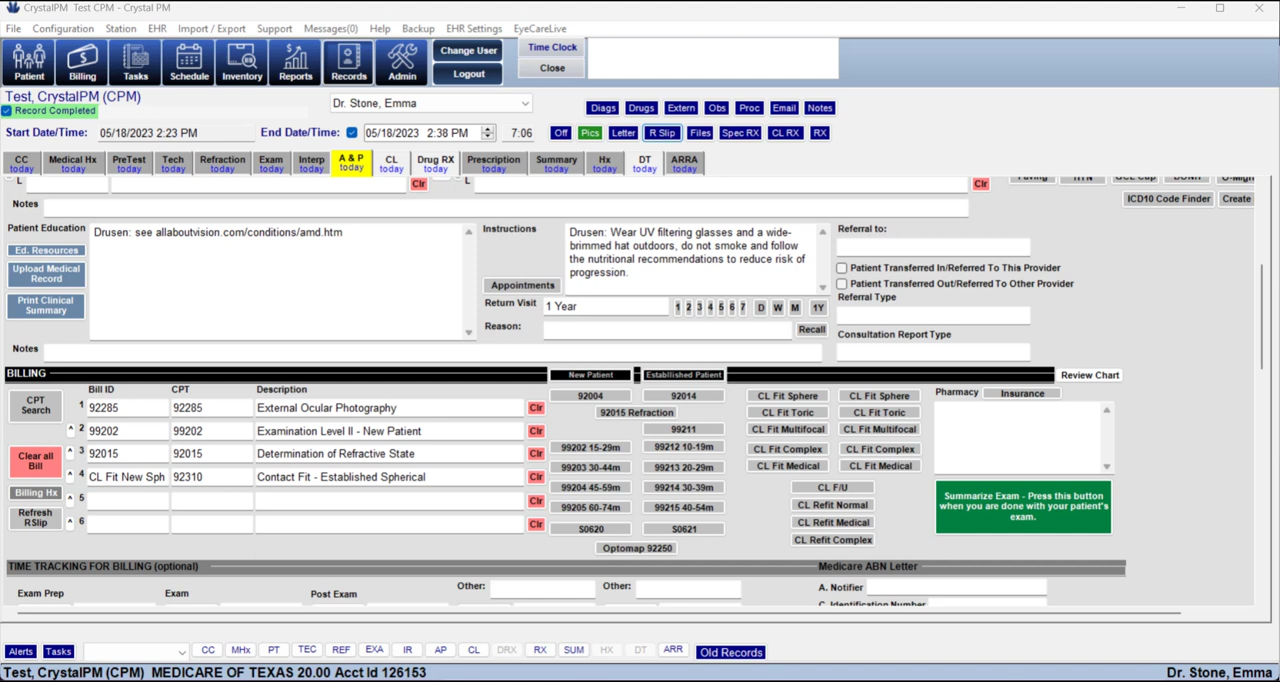 CrystalPM Test CPM - Crystal PM
File Configuration Station EHR Import / Export Support Messages(0) Help Backup EHR Settings EyeCareLive
Patient Billing Tasks Schedule Inventory Reports Records Admin
Change User
Logout
Time Clock
Close
Test, CrystalPM (CPM)
Record Completed
Dr. Stone, Emma
Diags Drugs Extern Obs Proc Email Notes
Start Date/Time: 05/18/2023 2:23 PM End Date/Time: 05/18/2023 2:38 PM 7:06
Off Pics Letter R Slip Files Spec RX CL RX RX
CC today Medical Hx today PreTest today Tech today Refraction today Exam today Interp today A & P today CL today Drug RX today Prescription today Summary today Hx today DT today ARRA today
L Clr L Clr
Notes
ICD10 Code Finder Create
Patient Education
Ed. Resources
Upload Medical Record
Print Clinical Summary
Drusen: see allaboutvision.com/conditions/amd.htm
Instructions
Drusen: Wear UV filtering glasses and a wide-
brimmed hat outdoors, do not smoke and follow
the nutritional recommendations to reduce risk of
progression.
Appointments
Return Visit 1 Year 1 2 3 4 5 6 7 D W M 1Y
Reason: Recall
Referral to:
Patient Transferred In/Referred To This Provider
Patient Transferred Out/Referred To Other Provider
Referral Type
Consultation Report Type
Notes
BILLING New Patient Establlished Patient Review Chart
CPT Search
Clear all Bill
Billing Hx
Refresh RSlip
Bill ID CPT Description
1 92285 92285 External Ocular Photography Clr
^ 2 99202 99202 Examination Level II - New Patient Clr
^ 3 92015 92015 Determination of Refractive State Clr
^ 4 CL Fit New Sph 92310 Contact Fit - Established Spherical Clr
^ 5 Clr
^ 6 Clr
92004 92014
92015 Refraction
99211
99202 15-29m 99212 10-19m
99203 30-44m 99213 20-29m
99204 45-59m 99214 30-39m
99205 60-74m 99215 40-54m
S0620 S0621
Optomap 92250
CL Fit Sphere CL Fit Sphere
CL Fit Toric CL Fit Toric
CL Fit Multifocal CL Fit Multifocal
CL Fit Complex CL Fit Complex
CL Fit Medical CL Fit Medical
CL F/U
CL Refit Normal
CL Refit Medical
CL Refit Complex
Pharmacy Insurance
Summarize Exam - Press this button
when you are done with your patient's
exam.
TIME TRACKING FOR BILLING (optional) Medicare ABN Letter
Exam Prep Exam Post Exam Other: Other: A. Notifier
C. Identification Number
Alerts Tasks CC MHx PT TEC REF EXA IR AP CL DRX RX SUM HX DT ARR Old Records
Test, CrystalPM (CPM) MEDICARE OF TEXAS 20.00 Acct Id 126153 Dr. Stone, Emma